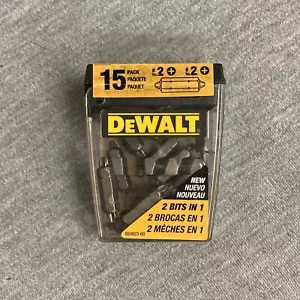 15 PACK PAQUETE PAQUET #2 #2
DEWALT
NEW
NUEVO
NOUVEAU
2 BITS IN 1
2 BROCAS EN 1
2 MÈCHES EN 1